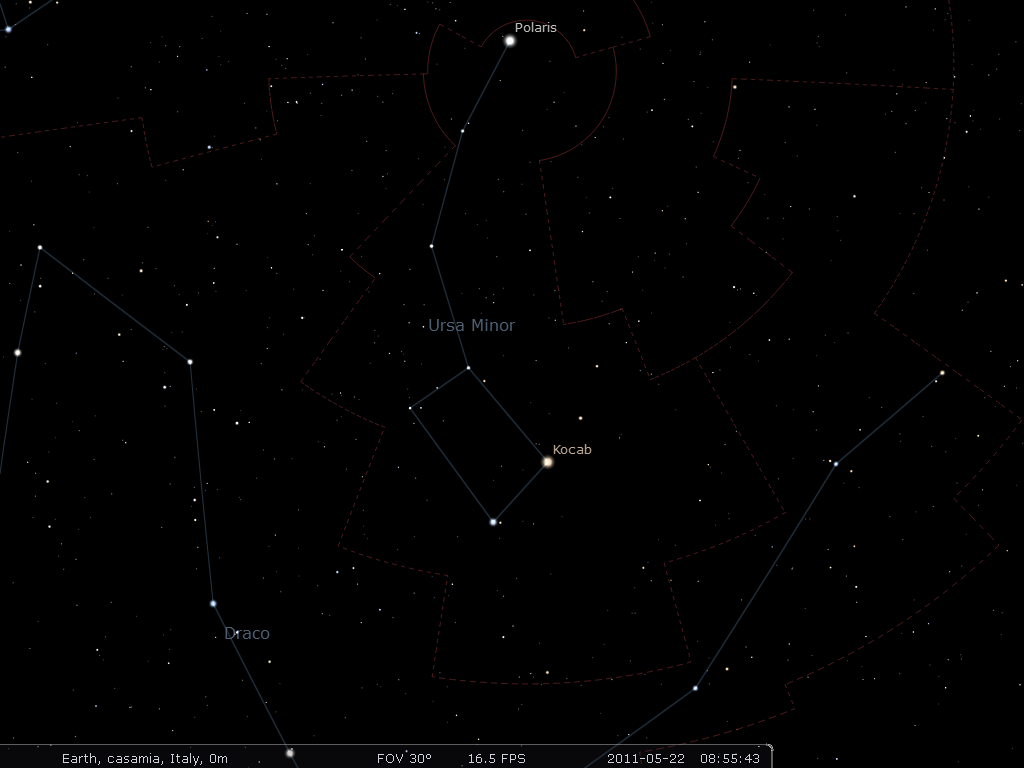 Polaris
Ursa Minor
Kocab
Draco
Earth, casamia, Italy, 0m FOV 30° 16.5 FPS 2011-05-22 08:55:43